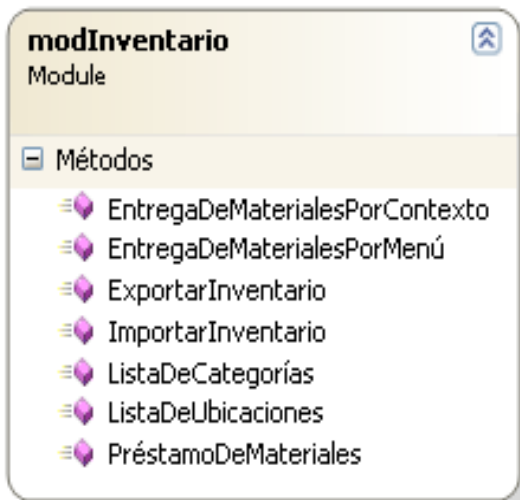 modInventario
Module
Métodos
EntregaDeMaterialesPorContexto
EntregaDeMaterialesPorMenú
ExportarInventario
ImportarInventario
ListaDeCategorías
ListaDeUbicaciones
PréstamoDeMateriales